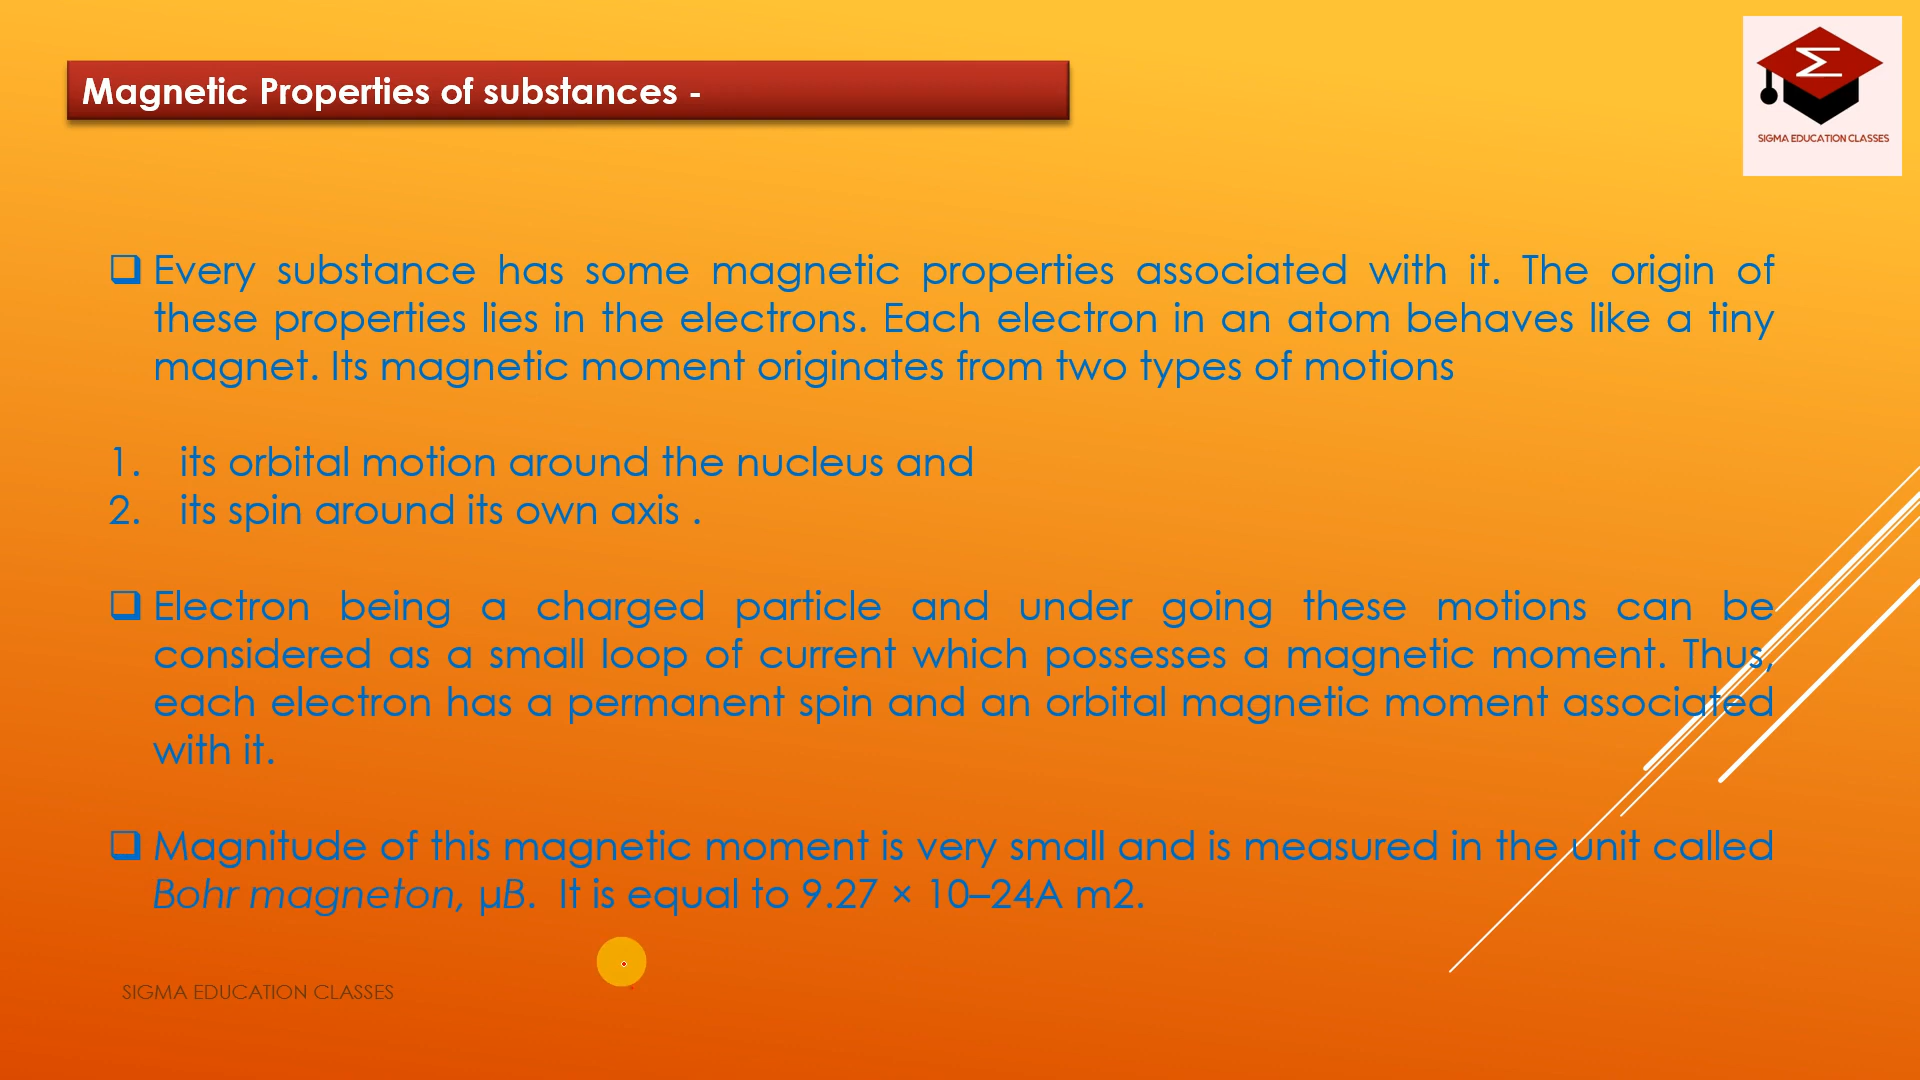 Magnetic Properties of substances -
Σ
SIGMA EDUCATION CLASSES
❑ Every substance has some magnetic properties associated with it. The origin of
these properties lies in the electrons. Each electron in an atom behaves like a tiny
magnet. Its magnetic moment originates from two types of motions
1. its orbital motion around the nucleus and
2. its spin around its own axis .
❑ Electron being a charged particle and under going these motions can be
considered as a small loop of current which possesses a magnetic moment. Thus,
each electron has a permanent spin and an orbital magnetic moment associated
with it.
❑ Magnitude of this magnetic moment is very small and is measured in the unit called
Bohr magneton, µB. It is equal to 9.27 × 10–24A m2.
SIGMA EDUCATION CLASSES